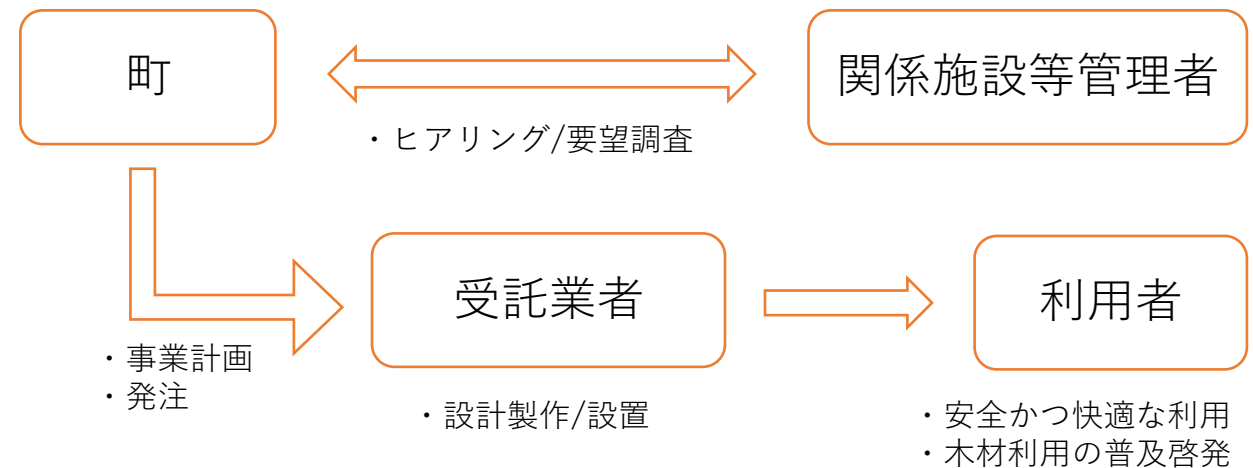 町
関係施設等管理者
・ヒアリング/要望調査
受託業者
利用者
・事業計画
・発注
・設計製作/設置
・安全かつ快適な利用
・木材利用の普及啓発